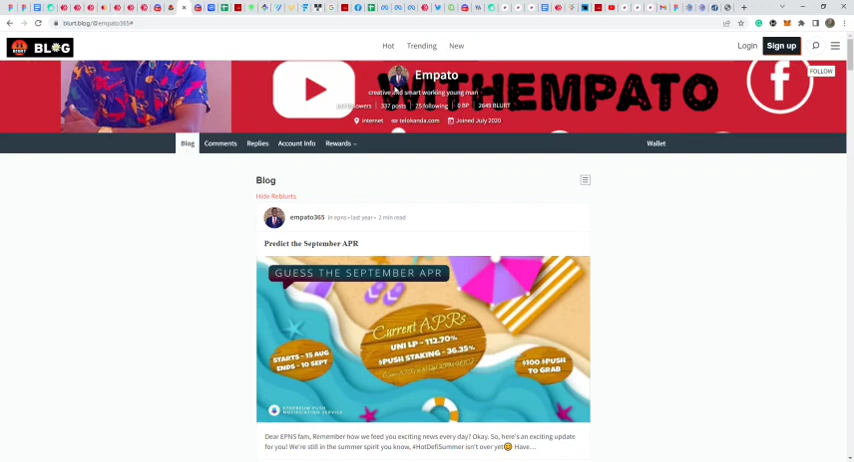 blurt.blog/@empato365#
BLOG
Hot Trending New
Login Sign up
THEMPATO
Empato
creative and smart working young man
followers 337 posts 25 following 0 BP 2649 BLURT
internet telokanda.com Joined July 2020
FOLLOW
Blog Comments Replies Account Info Rewards Wallet
Blog
Hide Reblurts
empato365 in epns • last year • 2 min read
Predict the September APR
GUESS THE SEPTEMBER APR
Current APRs
UNI LP - 112.70%
$PUSH STAKING - 36.35%
STARTS - 15 AUG
ENDS - 10 SEPT
$100 $PUSH
TO GRAB
ETHEREUM PUSH
NOTIFICATION SERVICE
Dear EPNS fam, Remember how we feed you exciting news every day? Okay. So, here's an exciting update
for you! We're still in the summer spirit you know, #HotDefiSummer isn't over yet😊 Have…